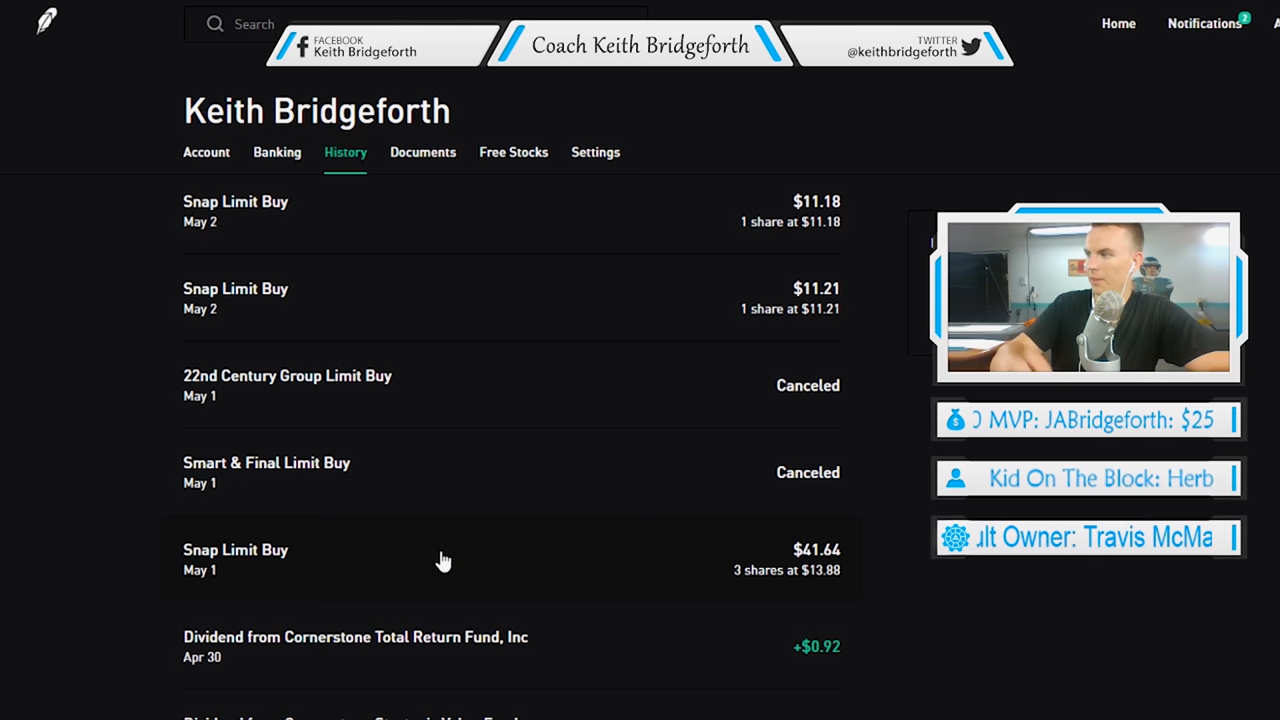 Search
Home
Notifications
2
FACEBOOK
Keith Bridgeforth
Coach Keith Bridgeforth
TWITTER
@keithbridgeforth
Keith Bridgeforth
Account
Banking
History
Documents
Free Stocks
Settings
Snap Limit Buy
$11.18
May 2
1 share at $11.18
Snap Limit Buy
$11.21
May 2
1 share at $11.21
22nd Century Group Limit Buy
Canceled
May 1
Smart & Final Limit Buy
Canceled
May 1
Snap Limit Buy
$41.64
May 1
3 shares at $13.88
Dividend from Cornerstone Total Return Fund, Inc
+$0.92
Apr 30
MVP: JABridgeforth: $25
Kid On The Block: Herb
Owner: Travis McMa